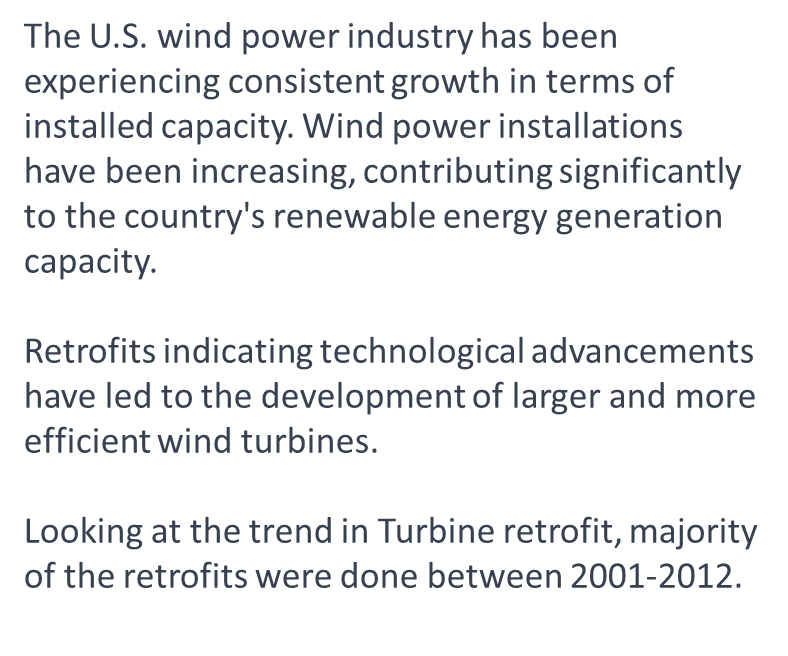 The U.S. wind power industry has been
experiencing consistent growth in terms of
installed capacity. Wind power installations
have been increasing, contributing significantly
to the country's renewable energy generation
capacity.
Retrofits indicating technological advancements
have led to the development of larger and more
efficient wind turbines.
Looking at the trend in Turbine retrofit, majority
of the retrofits were done between 2001-2012.